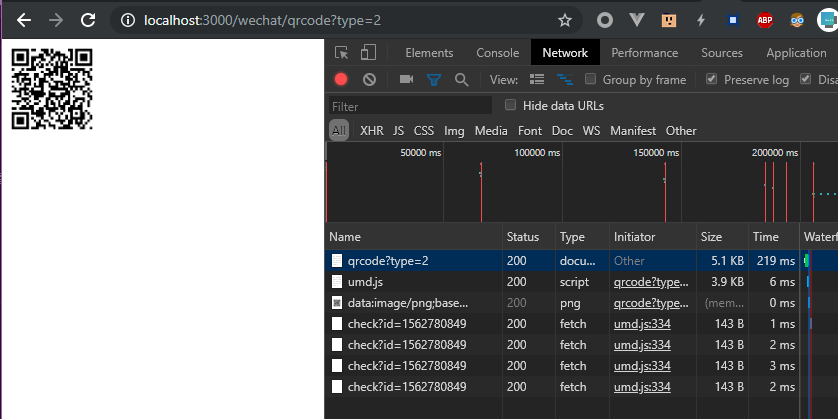 localhost:3000/wechat/qrcode?type=2
ABP
Elements Console Network Performance Sources Application
View: Group by frame Preserve log Disa
Filter Hide data URLs
All XHR JS CSS Img Media Font Doc WS Manifest Other
50000 ms 100000 ms 150000 ms 200000 ms
Name Status Type Initiator Size Time Waterf
qrcode?type=2 200 docu... Other 5.1 KB 219 ms
umd.js 200 script qrcode?type... 3.9 KB 6 ms
data:image/png;base... 200 png qrcode?type... (mem... 0 ms
check?id=1562780849 200 fetch umd.js:334 143 B 1 ms
check?id=1562780849 200 fetch umd.js:334 143 B 2 ms
check?id=1562780849 200 fetch umd.js:334 143 B 3 ms
check?id=1562780849 200 fetch umd.js:334 143 B 2 ms